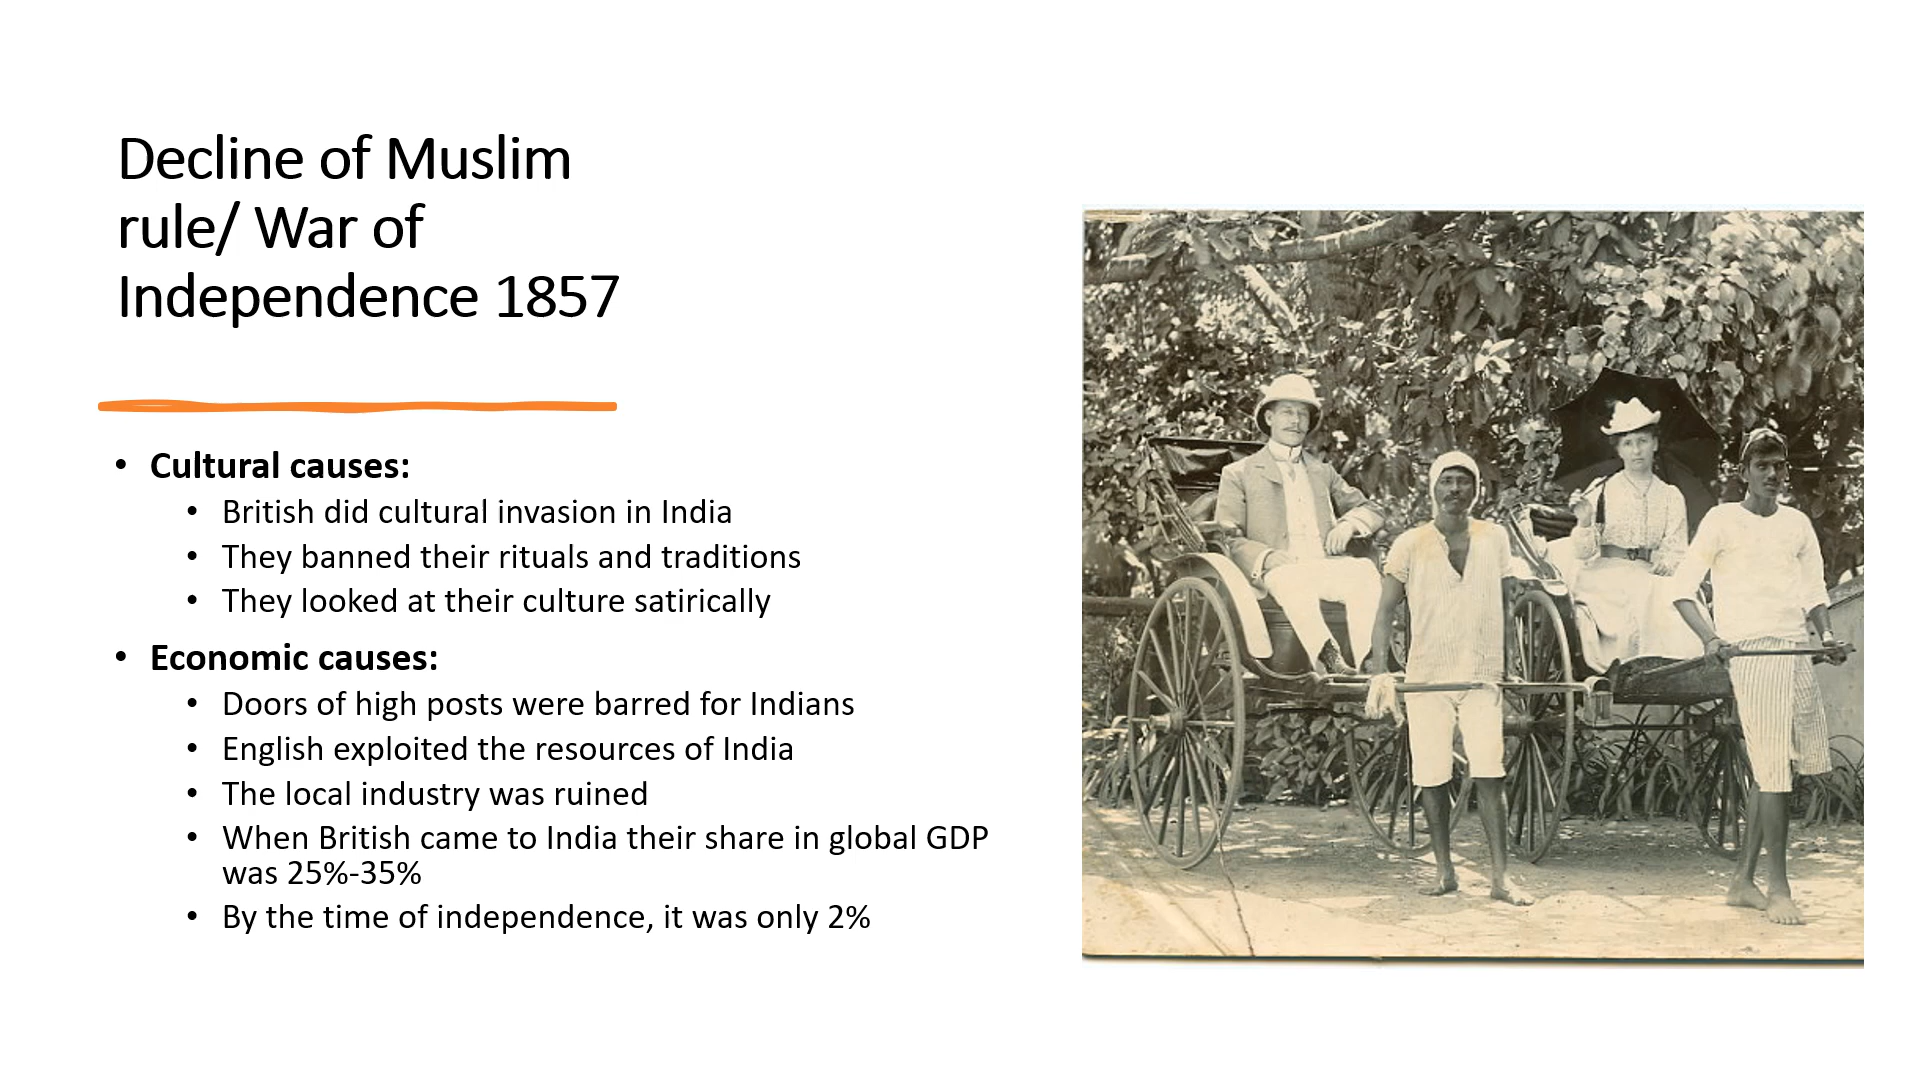 Decline of Muslim
rule/ War of
Independence 1857
• Cultural causes:
• British did cultural invasion in India
• They banned their rituals and traditions
• They looked at their culture satirically
• Economic causes:
• Doors of high posts were barred for Indians
• English exploited the resources of India
• The local industry was ruined
• When British came to India their share in global GDP
was 25%-35%
• By the time of independence, it was only 2%